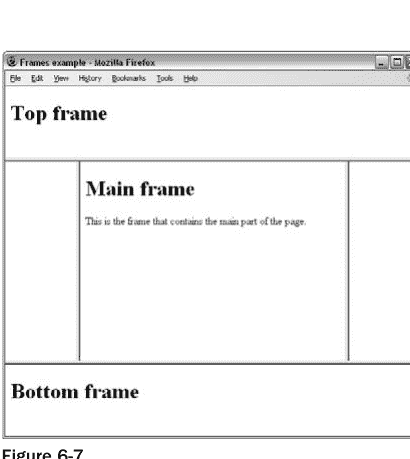 Frames example - Mozilla Firefox
File Edit View History Bookmarks Tools Help
Top frame
Main frame
This is the frame that contains the main part of the page.
Bottom frame
Figure 6-7